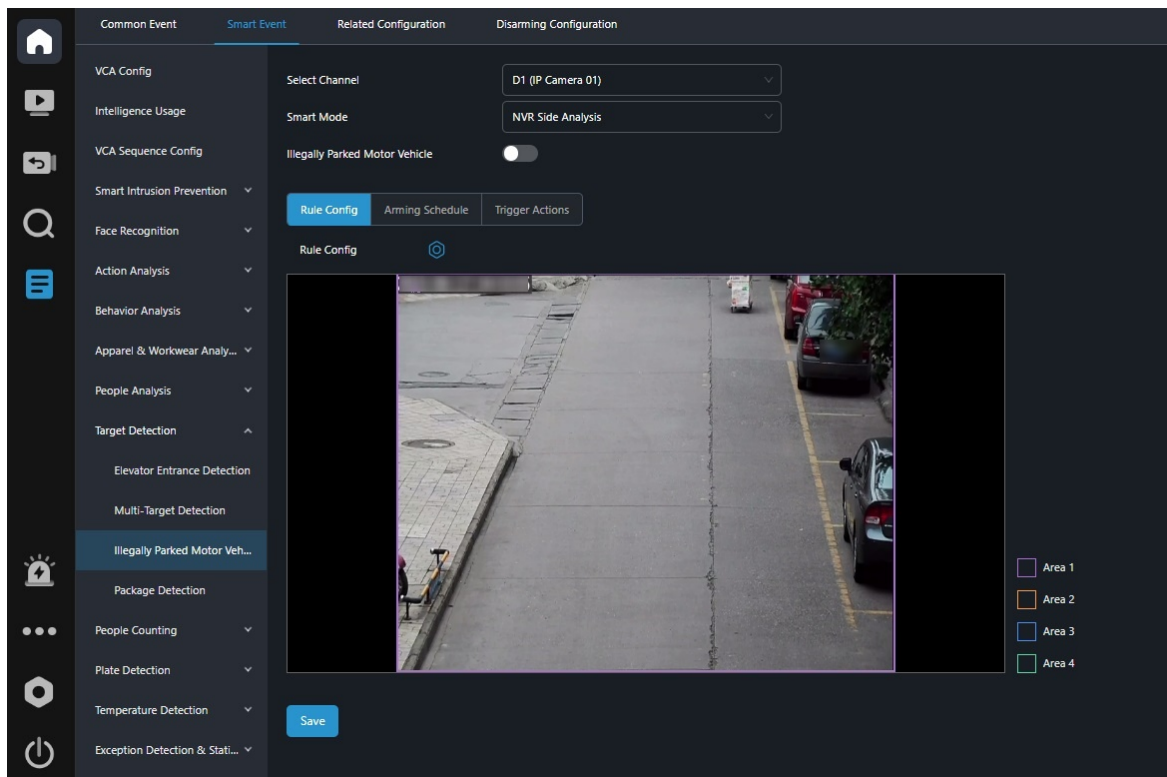 Common Event
Smart Event
Related Configuration
Disarming Configuration
VCA Config
Intelligence Usage
VCA Sequence Config
Smart Intrusion Prevention
Face Recognition
Action Analysis
Behavior Analysis
Apparel & Workwear Analy...
People Analysis
Target Detection
Elevator Entrance Detection
Multi-Target Detection
Illegally Parked Motor Veh...
Package Detection
People Counting
Plate Detection
Temperature Detection
Exception Detection & Stati...
Select Channel
D1 (IP Camera 01)
Smart Mode
NVR Side Analysis
Illegally Parked Motor Vehicle
Rule Config
Arming Schedule
Trigger Actions
Rule Config
Area 1
Area 2
Area 3
Area 4
Save